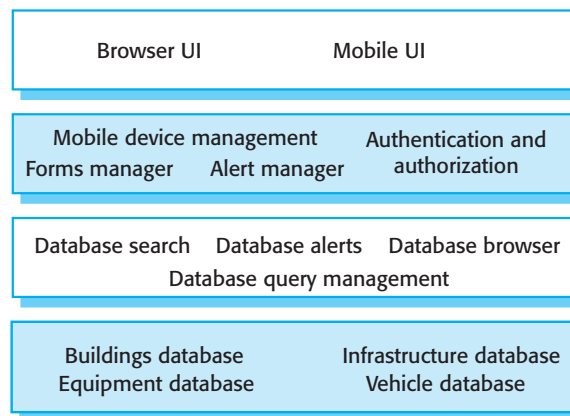 Browser UI Mobile UI
Mobile device management Authentication and
Forms manager Alert manager authorization
Database search Database alerts Database browser
Database query management
Buildings database Infrastructure database
Equipment database Vehicle database